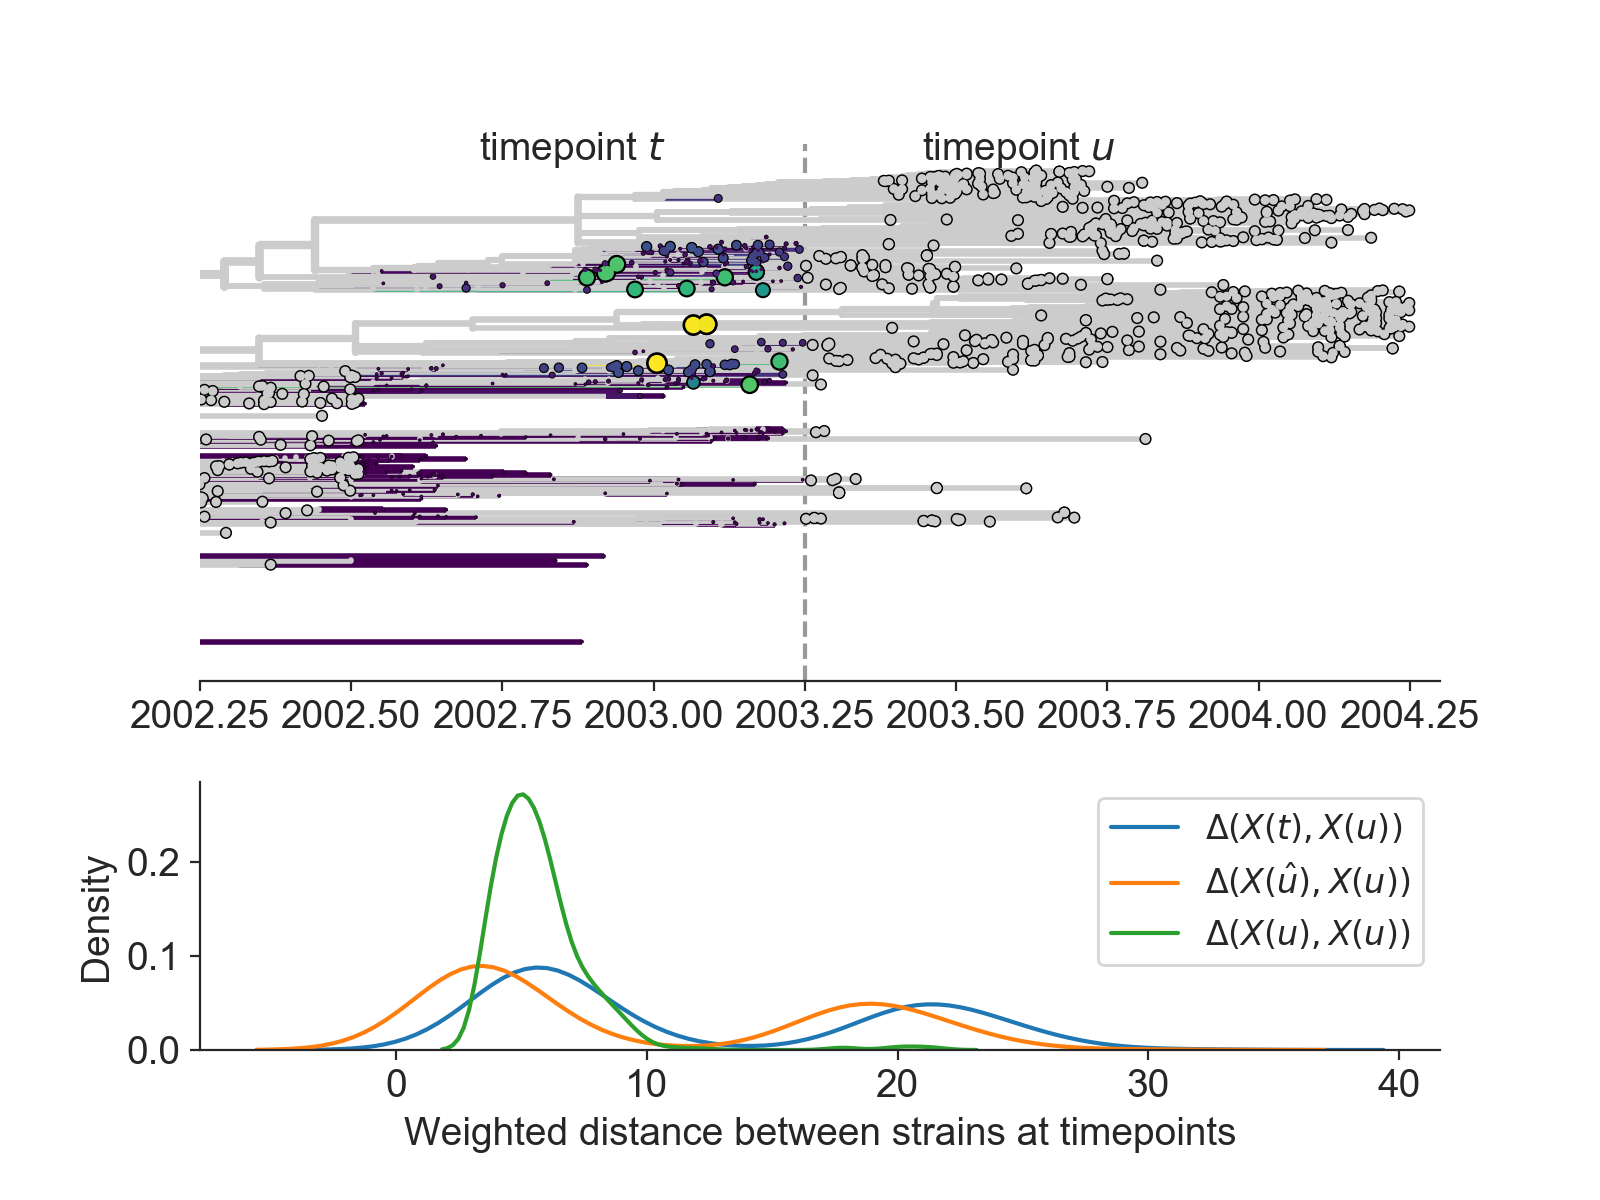 timepoint t timepoint u
2002.25 2002.50 2002.75 2003.00 2003.25 2003.50 2003.75 2004.00 2004.25
Δ(X(t), X(u))
Δ(X(û), X(u))
Δ(X(u), X(u))
Density
0.2
0.1
0.0
0 10 20 30 40
Weighted distance between strains at timepoints